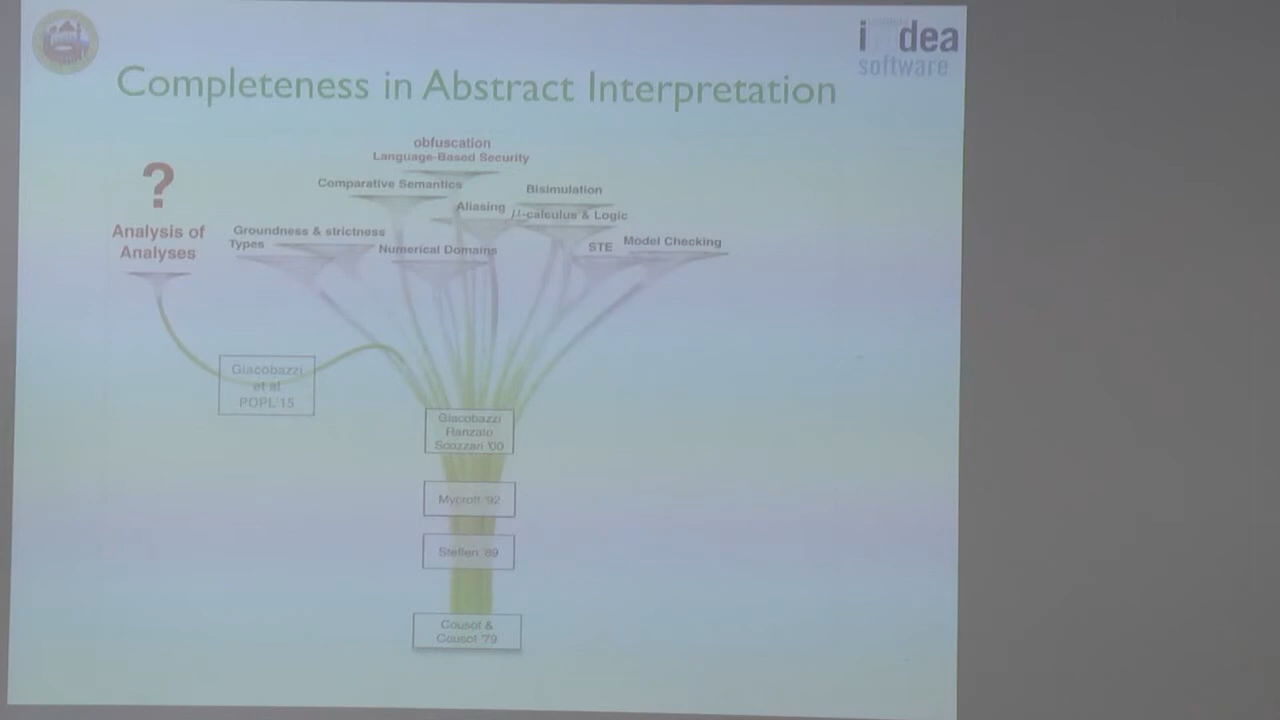 i dea
software
Completeness in Abstract Interpretation
obfuscation
Language-Based Security
Comparative Semantics
Bisimulation
Aliasing
μ-calculus & Logic
?
Analysis of
Analyses
Groundness & strictness
Types
Numerical Domains
STE
Model Checking
Giacobazzi
et al.
POPL'15
Giacobazzi
Ranzato
Scozzari '00
Mycroft '92
Steffen '89
Cousot &
Cousot '79